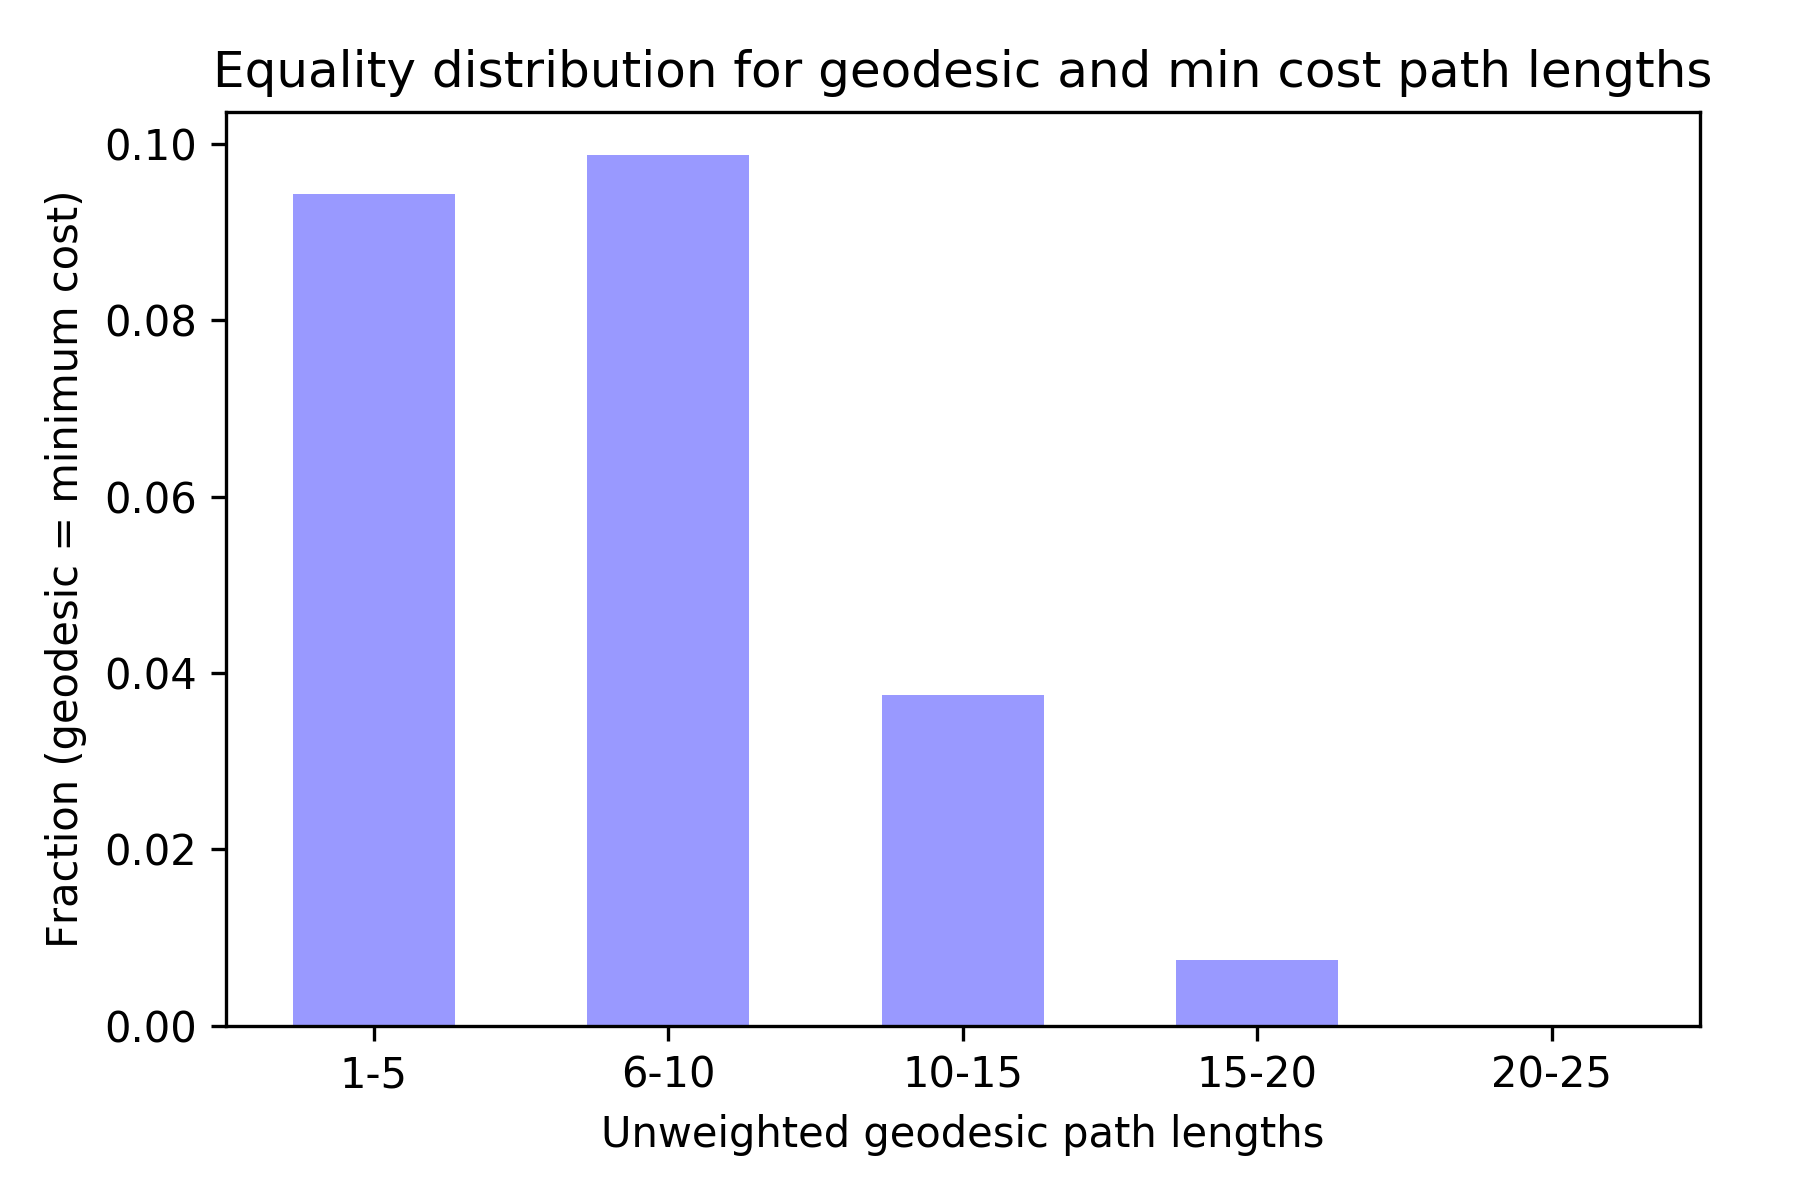 Equality distribution for geodesic and min cost path lengths
Fraction (geodesic = minimum cost)
0.10
0.08
0.06
0.04
0.02
0.00
1-5 6-10 10-15 15-20 20-25
Unweighted geodesic path lengths